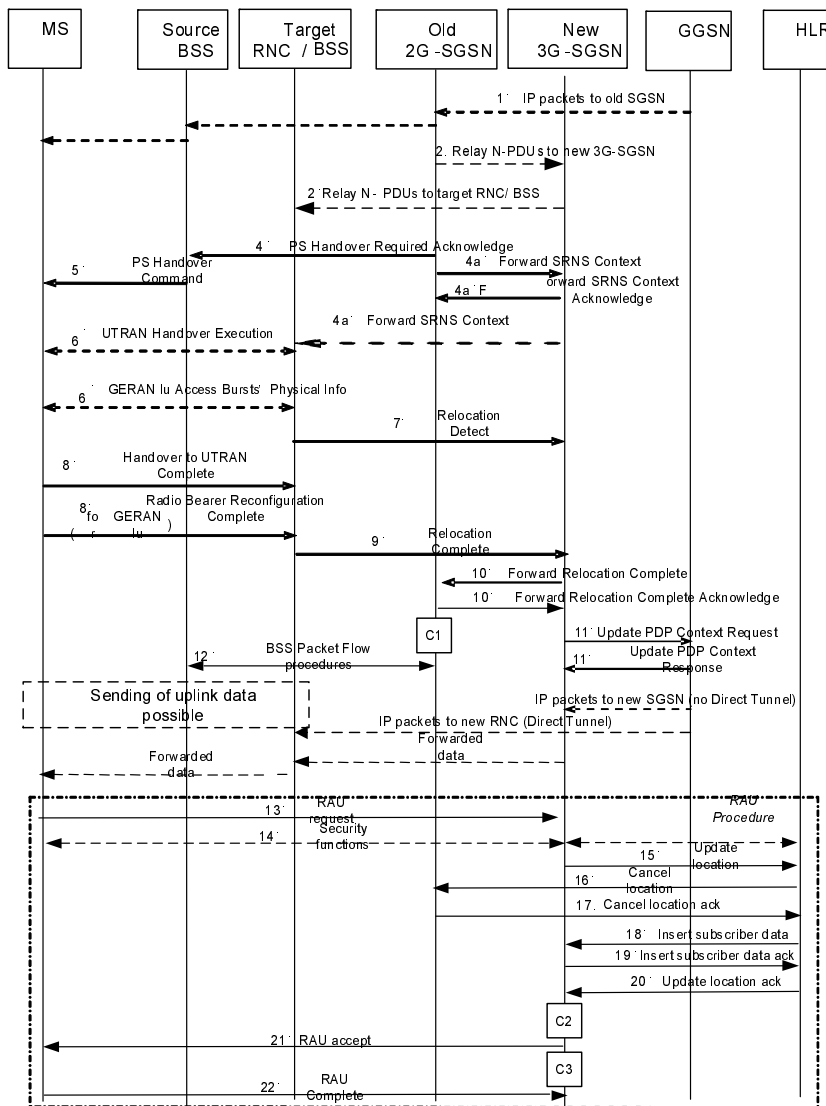 MS
Source
BSS
Target
RNC / BSS
Old
2G -SGSN
New
3G -SGSN
GGSN
HLR
1. IP packets to old SGSN
2. Relay N-PDUs to new 3G-SGSN
2. Relay N- PDUs to target RNC/ BSS
4. PS Handover Required Acknowledge
5. PS Handover
Command
4a. Forward SRNS Context
4a. Forward SRNS Context
Acknowledge
4a. Forward SRNS Context
6. UTRAN Handover Execution
6. GERAN Iu Access Bursts' Physical Info
7. Relocation
Detect
8. Handover to UTRAN
Complete
8. Radio Bearer Reconfiguration
Complete
(for GERAN Iu)
9. Relocation
Complete
10. Forward Relocation Complete
10. Forward Relocation Complete Acknowledge
C1
11. Update PDP Context Request
11. Update PDP Context
Response
12. BSS Packet Flow
procedures
Sending of uplink data
possible
IP packets to new SGSN (no Direct Tunnel)
IP packets to new RNC (Direct Tunnel)
Forwarded
data
Forwarded
data
RAU
Procedure
13. RAU
request
14. Security
functions
15. Update
location
16. Cancel
location
17. Cancel location ack
18. Insert subscriber data
19. Insert subscriber data ack
20. Update location ack
C2
21. RAU accept
C3
22. RAU
Complete